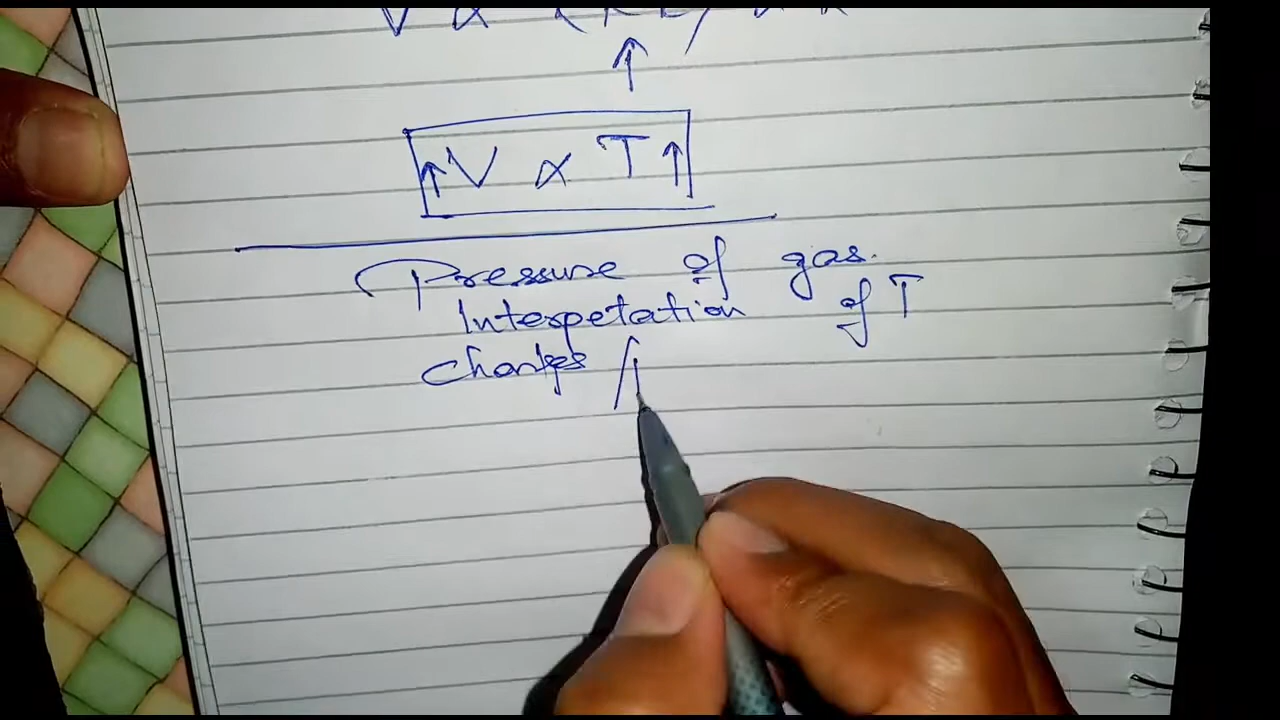 ↑
↑V ∝ T↑
Pressure of gas.
Interpetation of T
changes /